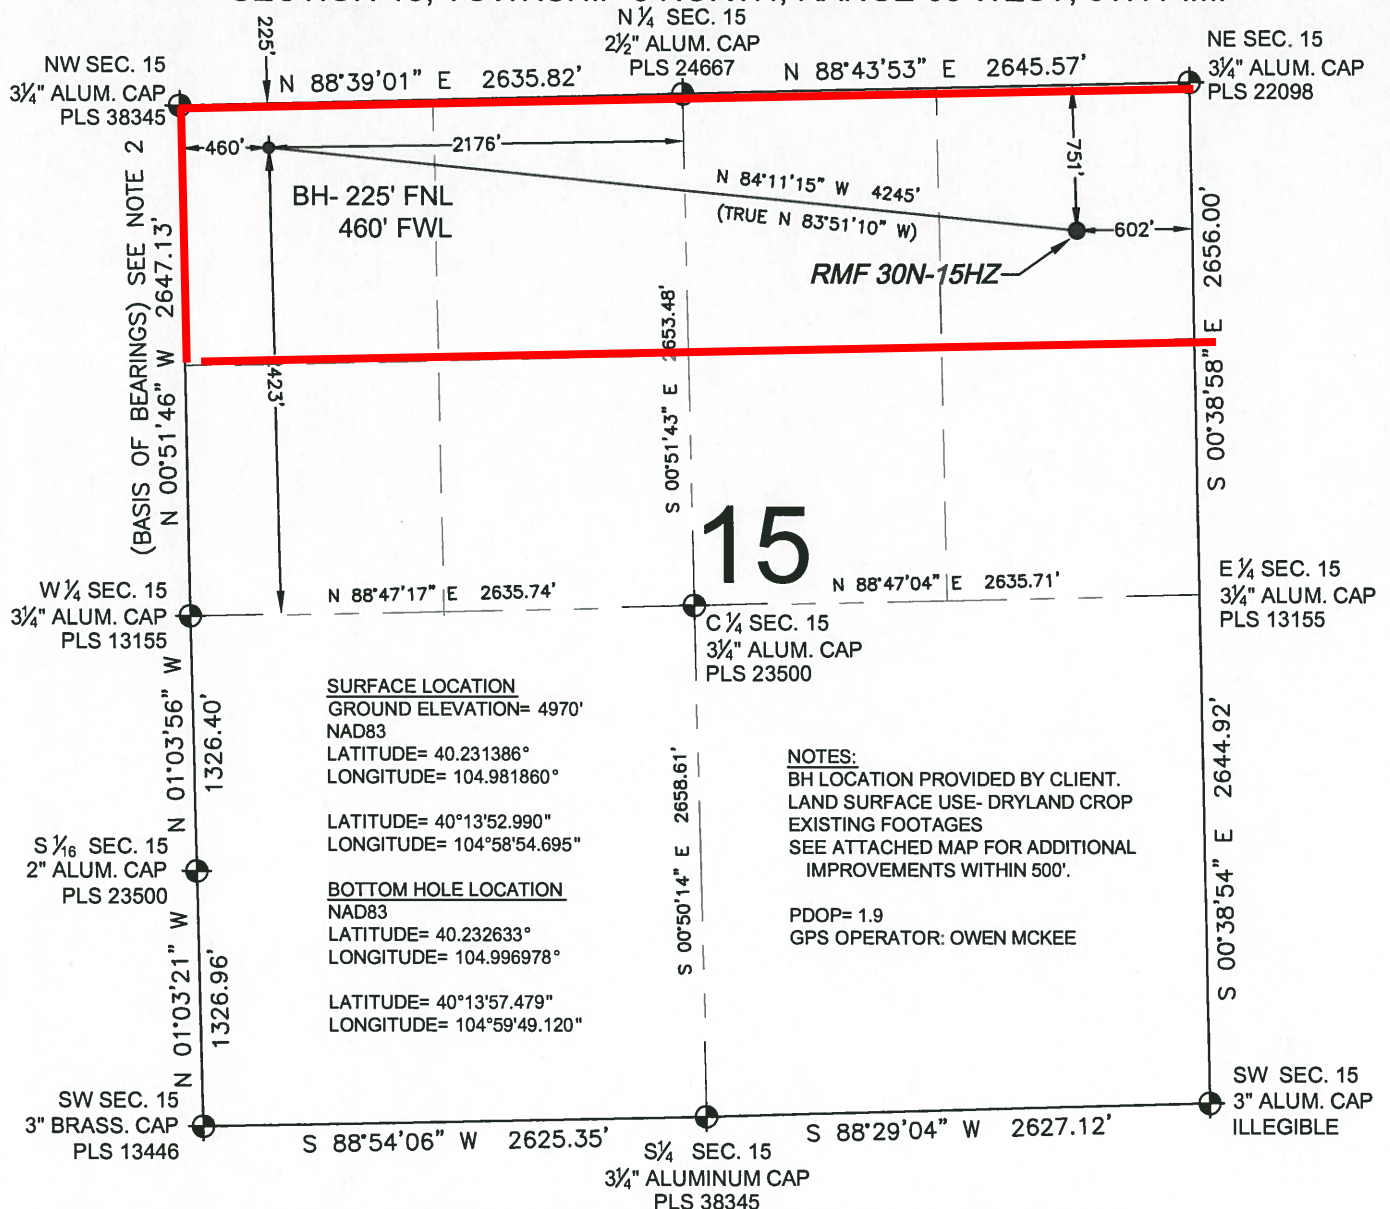 N ¼ SEC. 15
2½" ALUM. CAP
PLS 24667
NE SEC. 15
3¼" ALUM. CAP
PLS 22098
NW SEC. 15
3¼" ALUM. CAP
PLS 38345
225'
N 88°39'01" E 2635.82'
N 88°43'53" E 2645.57'
460'
2176'
751'
602'
BH- 225' FNL
460' FWL
N 84°11'15" W 4245'
(TRUE N 83°51'10" W)
RMF 30N-15HZ
(BASIS OF BEARINGS) SEE NOTE 2
N 00°51'46" W 2647.13'
423'
S 00°51'43" E 2653.48'
S 00°38'58" E 2656.00'
15
W ¼ SEC. 15
3¼" ALUM. CAP
PLS 13155
N 88°47'17" E 2635.74'
N 88°47'04" E 2635.71'
E ¼ SEC. 15
3¼" ALUM. CAP
PLS 13155
C ¼ SEC. 15
3¼" ALUM. CAP
PLS 23500
N 01°03'56" W
1326.40'
SURFACE LOCATION
GROUND ELEVATION= 4970'
NAD83
LATITUDE= 40.231386°
LONGITUDE= 104.981860°
LATITUDE= 40°13'52.990"
LONGITUDE= 104°58'54.695"
BOTTOM HOLE LOCATION
NAD83
LATITUDE= 40.232633°
LONGITUDE= 104.996978°
LATITUDE= 40°13'57.479"
LONGITUDE= 104°59'49.120"
S 00°50'14" E 2658.61'
NOTES:
BH LOCATION PROVIDED BY CLIENT.
LAND SURFACE USE- DRYLAND CROP
EXISTING FOOTAGES
SEE ATTACHED MAP FOR ADDITIONAL
IMPROVEMENTS WITHIN 500'.
PDOP= 1.9
GPS OPERATOR: OWEN MCKEE
S 00°38'54" E 2644.92'
S ¹⁄₁₆ SEC. 15
2" ALUM. CAP
PLS 23500
N 01°03'21" W
1326.96'
SW SEC. 15
3" BRASS. CAP
PLS 13446
S 88°54'06" W 2625.35'
S¼ SEC. 15
3¼" ALUMINUM CAP
PLS 38345
S 88°29'04" W 2627.12'
SW SEC. 15
3" ALUM. CAP
ILLEGIBLE